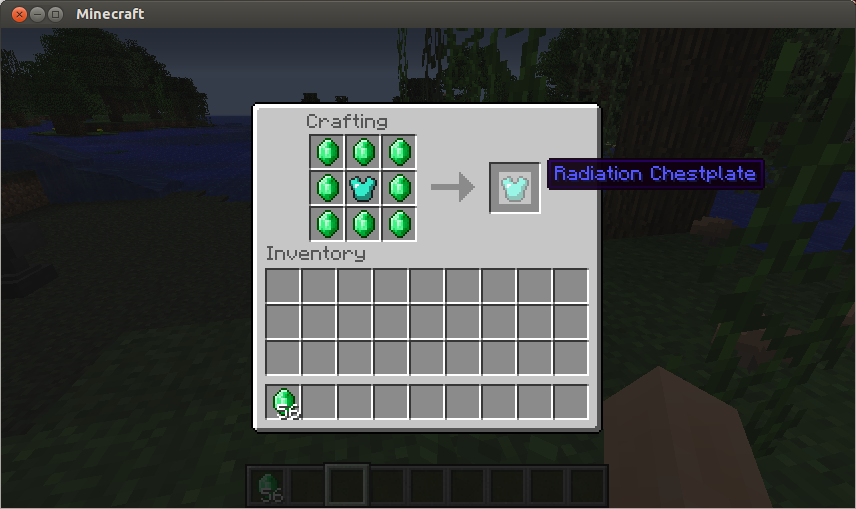 Minecraft
Crafting
Radiation Chestplate
Inventory
56
56